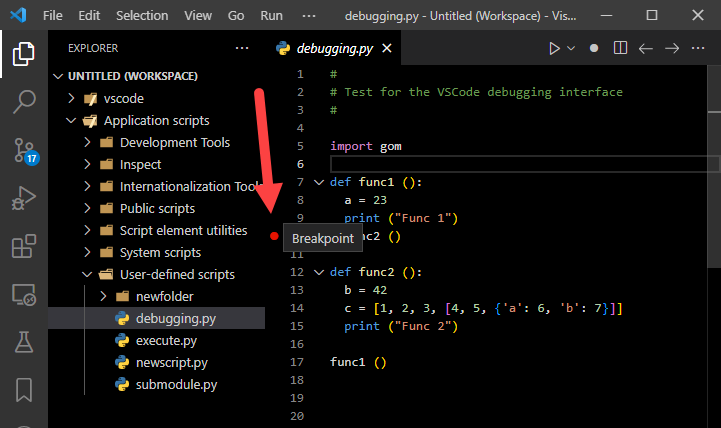 File Edit Selection View Go Run ··· debugging.py - Untitled (Workspace) - Vis...
EXPLORER ···
debugging.py
UNTITLED (WORKSPACE)
vscode
Application scripts
Development Tools
Inspect
Internationalization Tools
Public scripts
Script element utilities
System scripts
User-defined scripts
newfolder
debugging.py
execute.py
newscript.py
submodule.py
17
1 #
2 # Test for the VSCode debugging interface
3 #
4
5 import gom
6
7 def func1 ():
8 a = 23
9 print ("Func 1")
nc2 ()
Breakpoint
11
12 def func2 ():
13 b = 42
14 c = [1, 2, 3, [4, 5, {'a': 6, 'b': 7}]]
15 print ("Func 2")
16
17 func1 ()
18
19
20